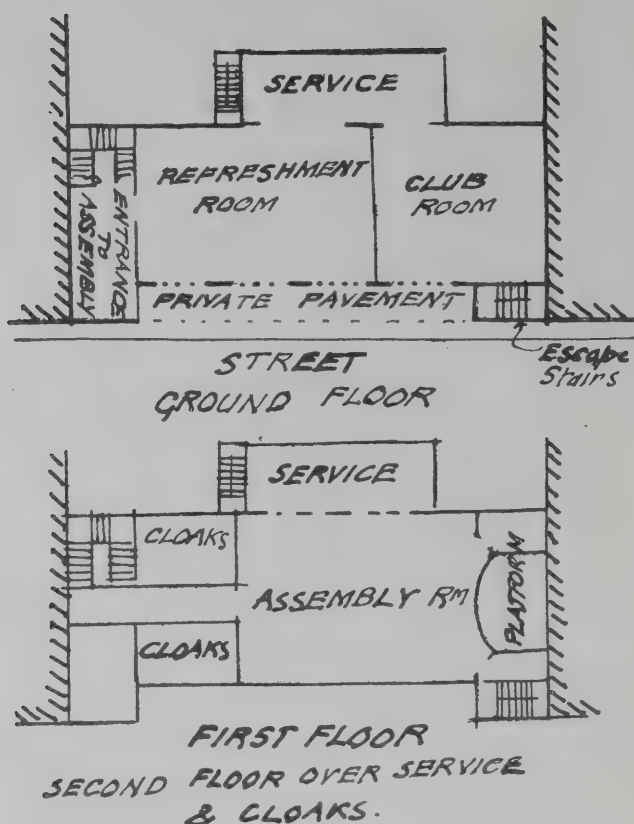 SERVICE
REFRESHMENT
ROOM
CLUB
ROOM
ENTRANCE
TO
ASSEMBLY
PRIVATE PAVEMENT
Escape
Stairs
STREET
GROUND FLOOR
SERVICE
CLOAKS
ASSEMBLY RM
PLATFORM
CLOAKS
FIRST FLOOR
SECOND FLOOR OVER SERVICE
& CLOAKS.